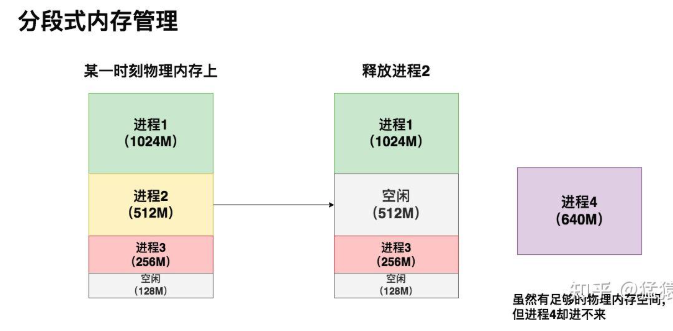 分段式内存管理
某一时刻物理内存上
释放进程2
进程1
（1024M）
进程2
（512M）
进程3
（256M）
空闲
（128M）
进程1
（1024M）
空闲
（512M）
进程3
（256M）
空闲
（128M）
进程4
（640M）
虽然有足够的物理内存空间，
但进程4却进不来
知乎 @猛猿